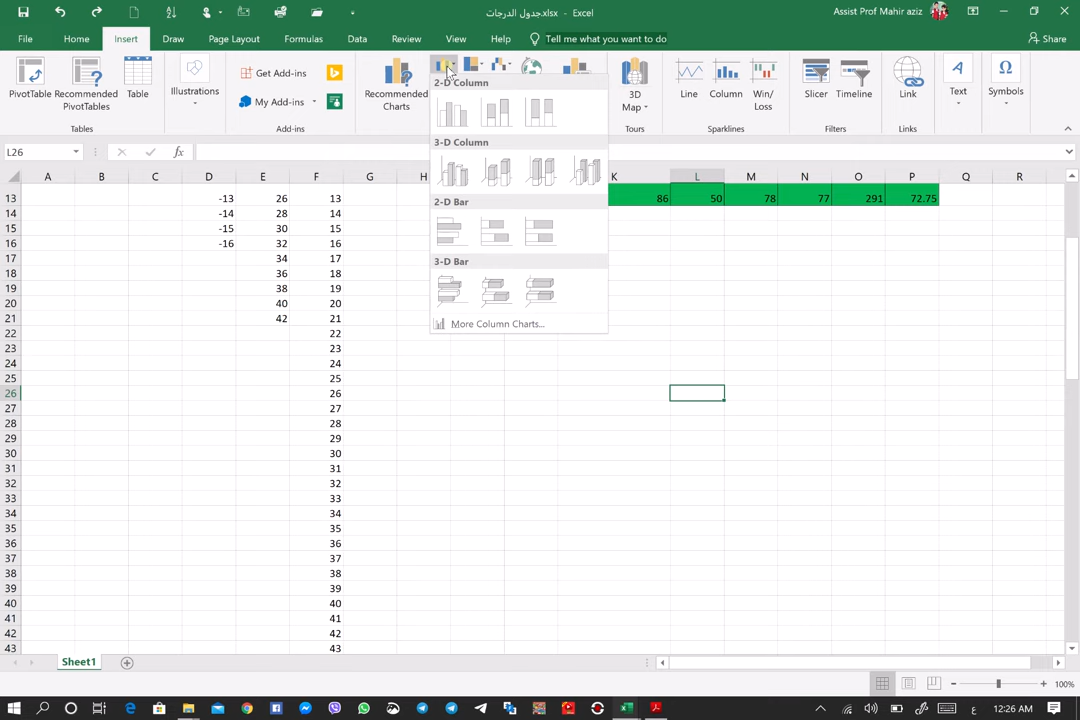 جدول الدرجات.xlsx - Excel
Assist Prof Mahir aziz
File Home Insert Draw Page Layout Formulas Data Review View Help Tell me what you want to do Share
PivotTable Recommended PivotTables Table
Tables
Illustrations
Get Add-ins
My Add-ins
Add-ins
Recommended Charts
3D Map
Tours
Line Column Win/Loss
Sparklines
Slicer Timeline
Filters
Link
Links
Text
Symbols
2-D Column
3-D Column
2-D Bar
3-D Bar
More Column Charts...
L26 fx
A B C D E F G H K L M N O P Q R
13 -13 26 13 86 50 78 77 291 72.75
14 -14 28 14
15 -15 30 15
16 -16 32 16
17 34 17
18 36 18
19 38 19
20 40 20
21 42 21
22 22
23 23
24 24
25 25
26 26
27 27
28 28
29 29
30 30
31 31
32 32
33 33
34 34
35 35
36 36
37 37
38 38
39 39
40 40
41 41
42 42
43 43
Sheet1
100%
ع 12:26 AM